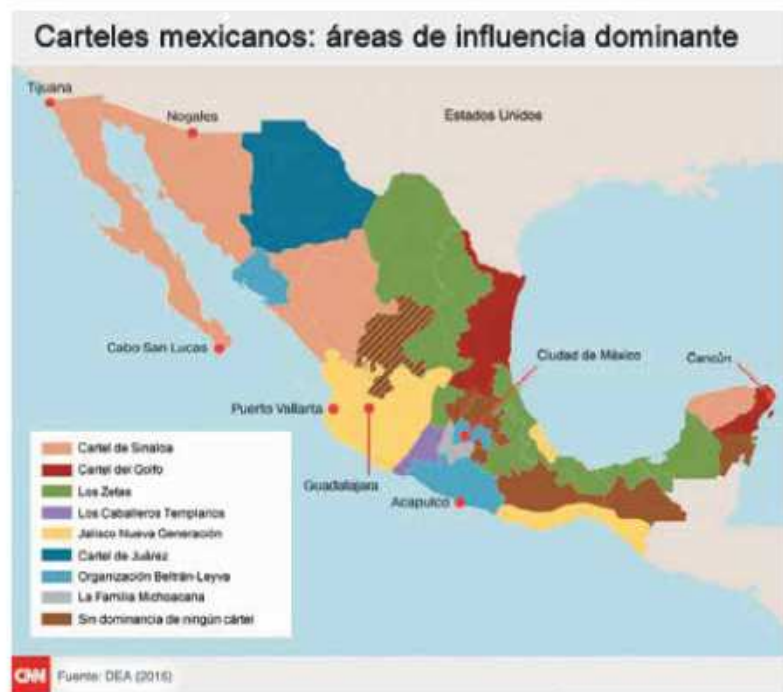 Carteles mexicanos: áreas de influencia dominante
Tijuana
Nogales
Estados Unidos
Cabo San Lucas
Ciudad de México
Cancún
Puerto Vallarta
Guadalajara
Acapulco
Cartel de Sinaloa
Cartel del Golfo
Los Zetas
Los Caballeros Templarios
Jalisco Nueva Generación
Cartel de Juárez
Organización Beltrán-Leyva
La Familia Michoacana
Sin dominancia de ningún cártel
CNN Fuente: DEA (2016)